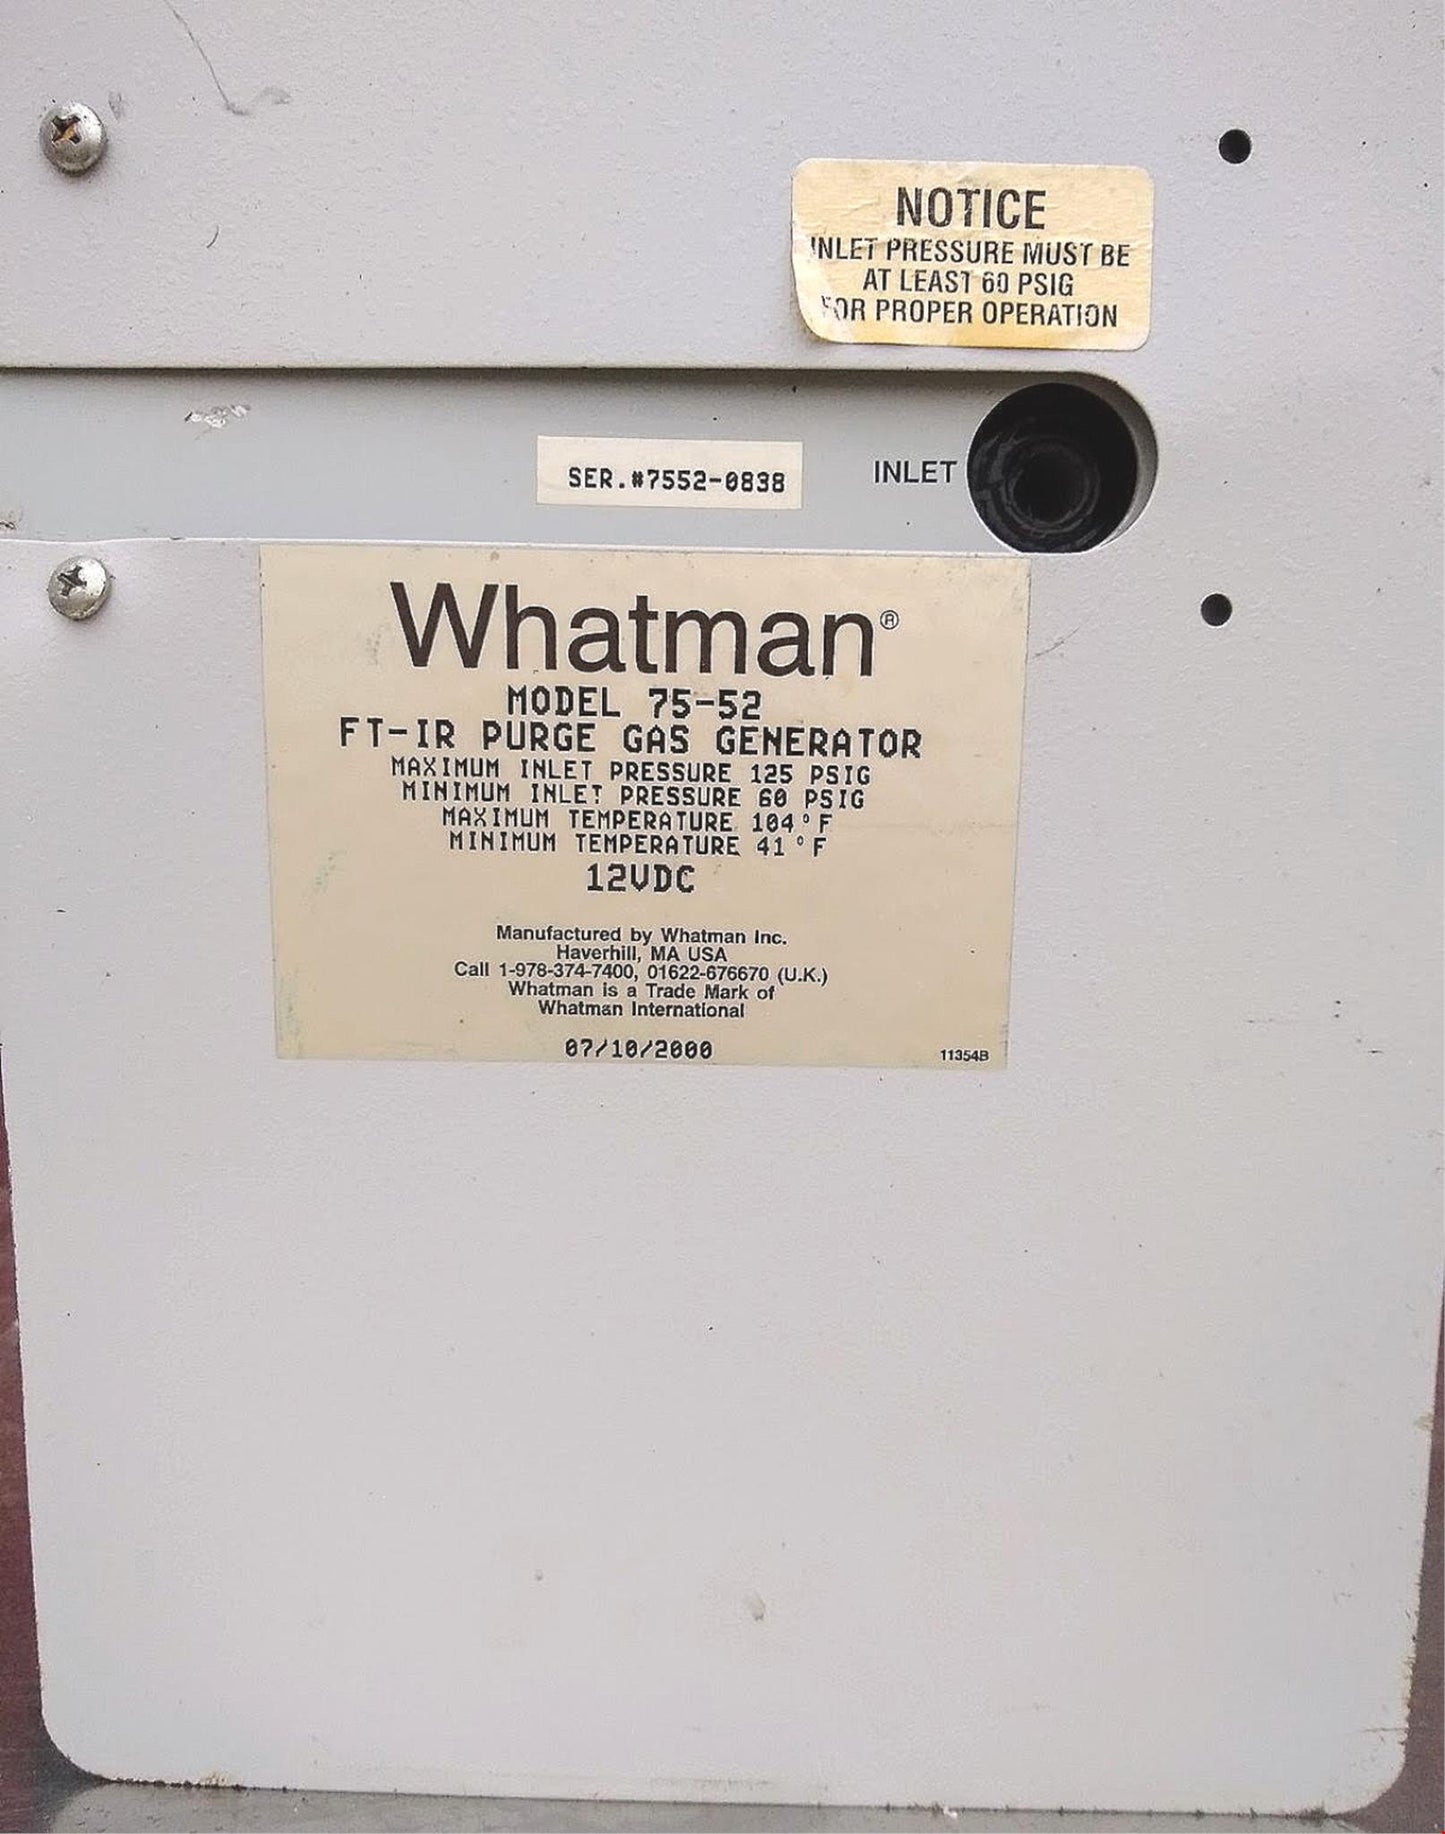 NOTICE
INLET PRESSURE MUST BE
AT LEAST 60 PSIG
FOR PROPER OPERATION
SER.#7552-0838
INLET
Whatman®
MODEL 75-52
FT-IR PURGE GAS GENERATOR
MAXIMUM INLET PRESSURE 125 PSIG
MINIMUM INLET PRESSURE 60 PSIG
MAXIMUM TEMPERATURE 104°F
MINIMUM TEMPERATURE 41°F
12VDC
Manufactured by Whatman Inc.
Haverhill, MA USA
Call 1-978-374-7400, 01622-676670 (U.K.)
Whatman is a Trade Mark of
Whatman International
07/10/2000
11354B